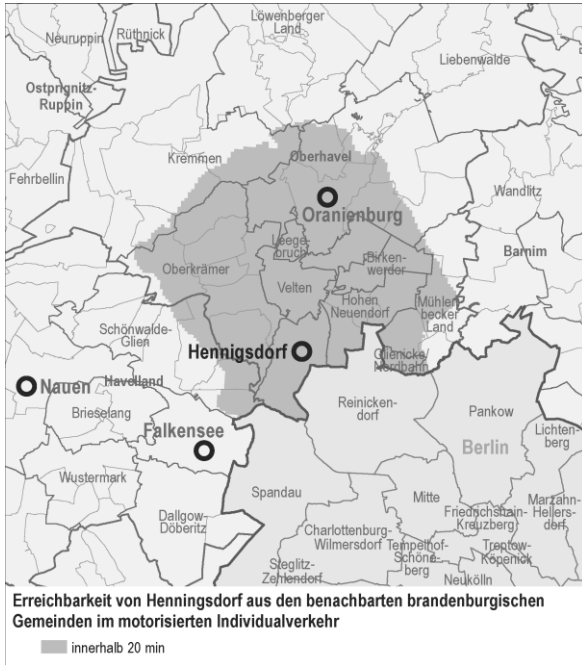 Löwenberger
Land
Neuruppin
Rüthnick
Liebenwalde
Ostprignitz-
Ruppin
Kremmen
Oberhavel
Fehrbellin
Wandlitz
Oranienburg
Leege-
bruch
Barnim
Birken-
werder
Oberkrämer
Velten
Hohen
Neuendorf
Mühlen-
becker
Land
Schönwalde-
Glien
Hennigsdorf
Glienicke/
Nordbahn
Nauen
Havelland
Brieselang
Reinicken-
dorf
Pankow
Falkensee
Berlin
Lichten-
berg
Wustermark
Spandau
Mitte
Marzahn-
Hellers-
dorf
Dallgow-
Döberitz
Friedrichshain-
Kreuzberg
Charlottenburg-
Wilmersdorf
Tempelhof-
Schöne-
berg
Treptow-
Köpenick
Steglitz-
Zehlendorf
Neukölln
Erreichbarkeit von Henningsdorf aus den benachbarten brandenburgischen
Gemeinden im motorisierten Individualverkehr
innerhalb 20 min